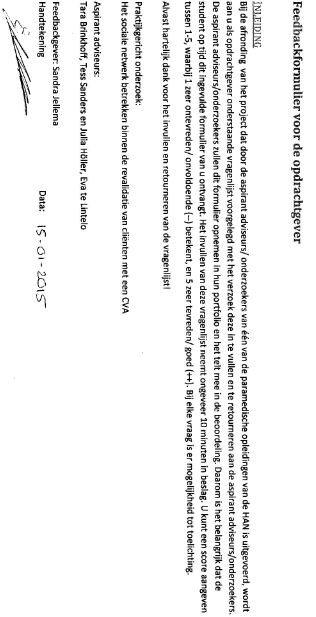 Feedbackformulier voor de opdrachtgever
INLEIDING
Bij de afronding van het project dat door de aspirant adviseurs/ onderzoekers van één van de paramedische opleidingen van de HAN is uitgevoerd, wordt
aan u als opdrachtgever onderstaande vragenlijst voorgelegd met het verzoek deze in te vullen en te retourneren aan de aspirant adviseurs/onderzoekers.
De aspirant adviseurs/onderzoekers zullen dit formulier opnemen in hun portfolio en het telt mee in de beoordeling. Daarom is het belangrijk dat de
student op tijd dit ingevulde formulier van u ontvangt. Het invullen van deze vragenlijst neemt ongeveer 10 minuten in beslag. U kunt een score aangeven
tussen 1-5, waarbij 1 zeer ontevreden/ onvoldoende (--) betekent, en 5 zeer tevreden/ goed (++). Bij elke vraag is er mogelijkheid tot toelichting.
Alvast hartelijk dank voor het invullen en retourneren van de vragenlijst!
Praktijkgericht onderzoek:
Het sociale netwerk betrekken binnen de revalidatie van cliënten met een CVA
Aspirant adviseurs:
Tara Brinkhoff, Tess Sanders en Julia Höller, Eva te Lintelo
Feedbackgever: Sandra Jellema
Handtekening Data: 15-01-2015